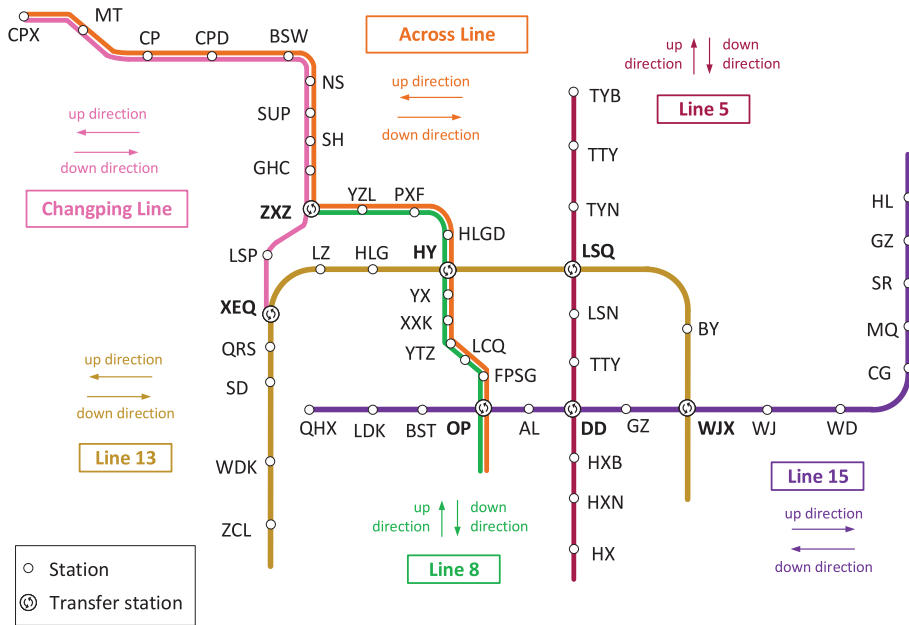 CPX
MT
CP
CPD
BSW
Across Line
up direction
down direction
up
direction
down
direction
Line 5
TYB
NS
SUP
SH
GHC
up direction
down direction
Changping Line
ZXZ
YZL
PXF
TTY
TYN
HLGD
LSP
LZ
HLG
HY
LSQ
HL
GZ
SR
MQ
CG
XEQ
YX
XXK
YTZ
LCQ
FPSG
LSN
TTY
BY
QRS
SD
WDK
ZCL
up direction
down direction
Line 13
QHX
LDK
BST
OP
AL
DD
GZ
WJX
WJ
WD
HXB
HXN
HX
Line 15
up direction
down direction
up
direction
down
direction
Line 8
Station
Transfer station